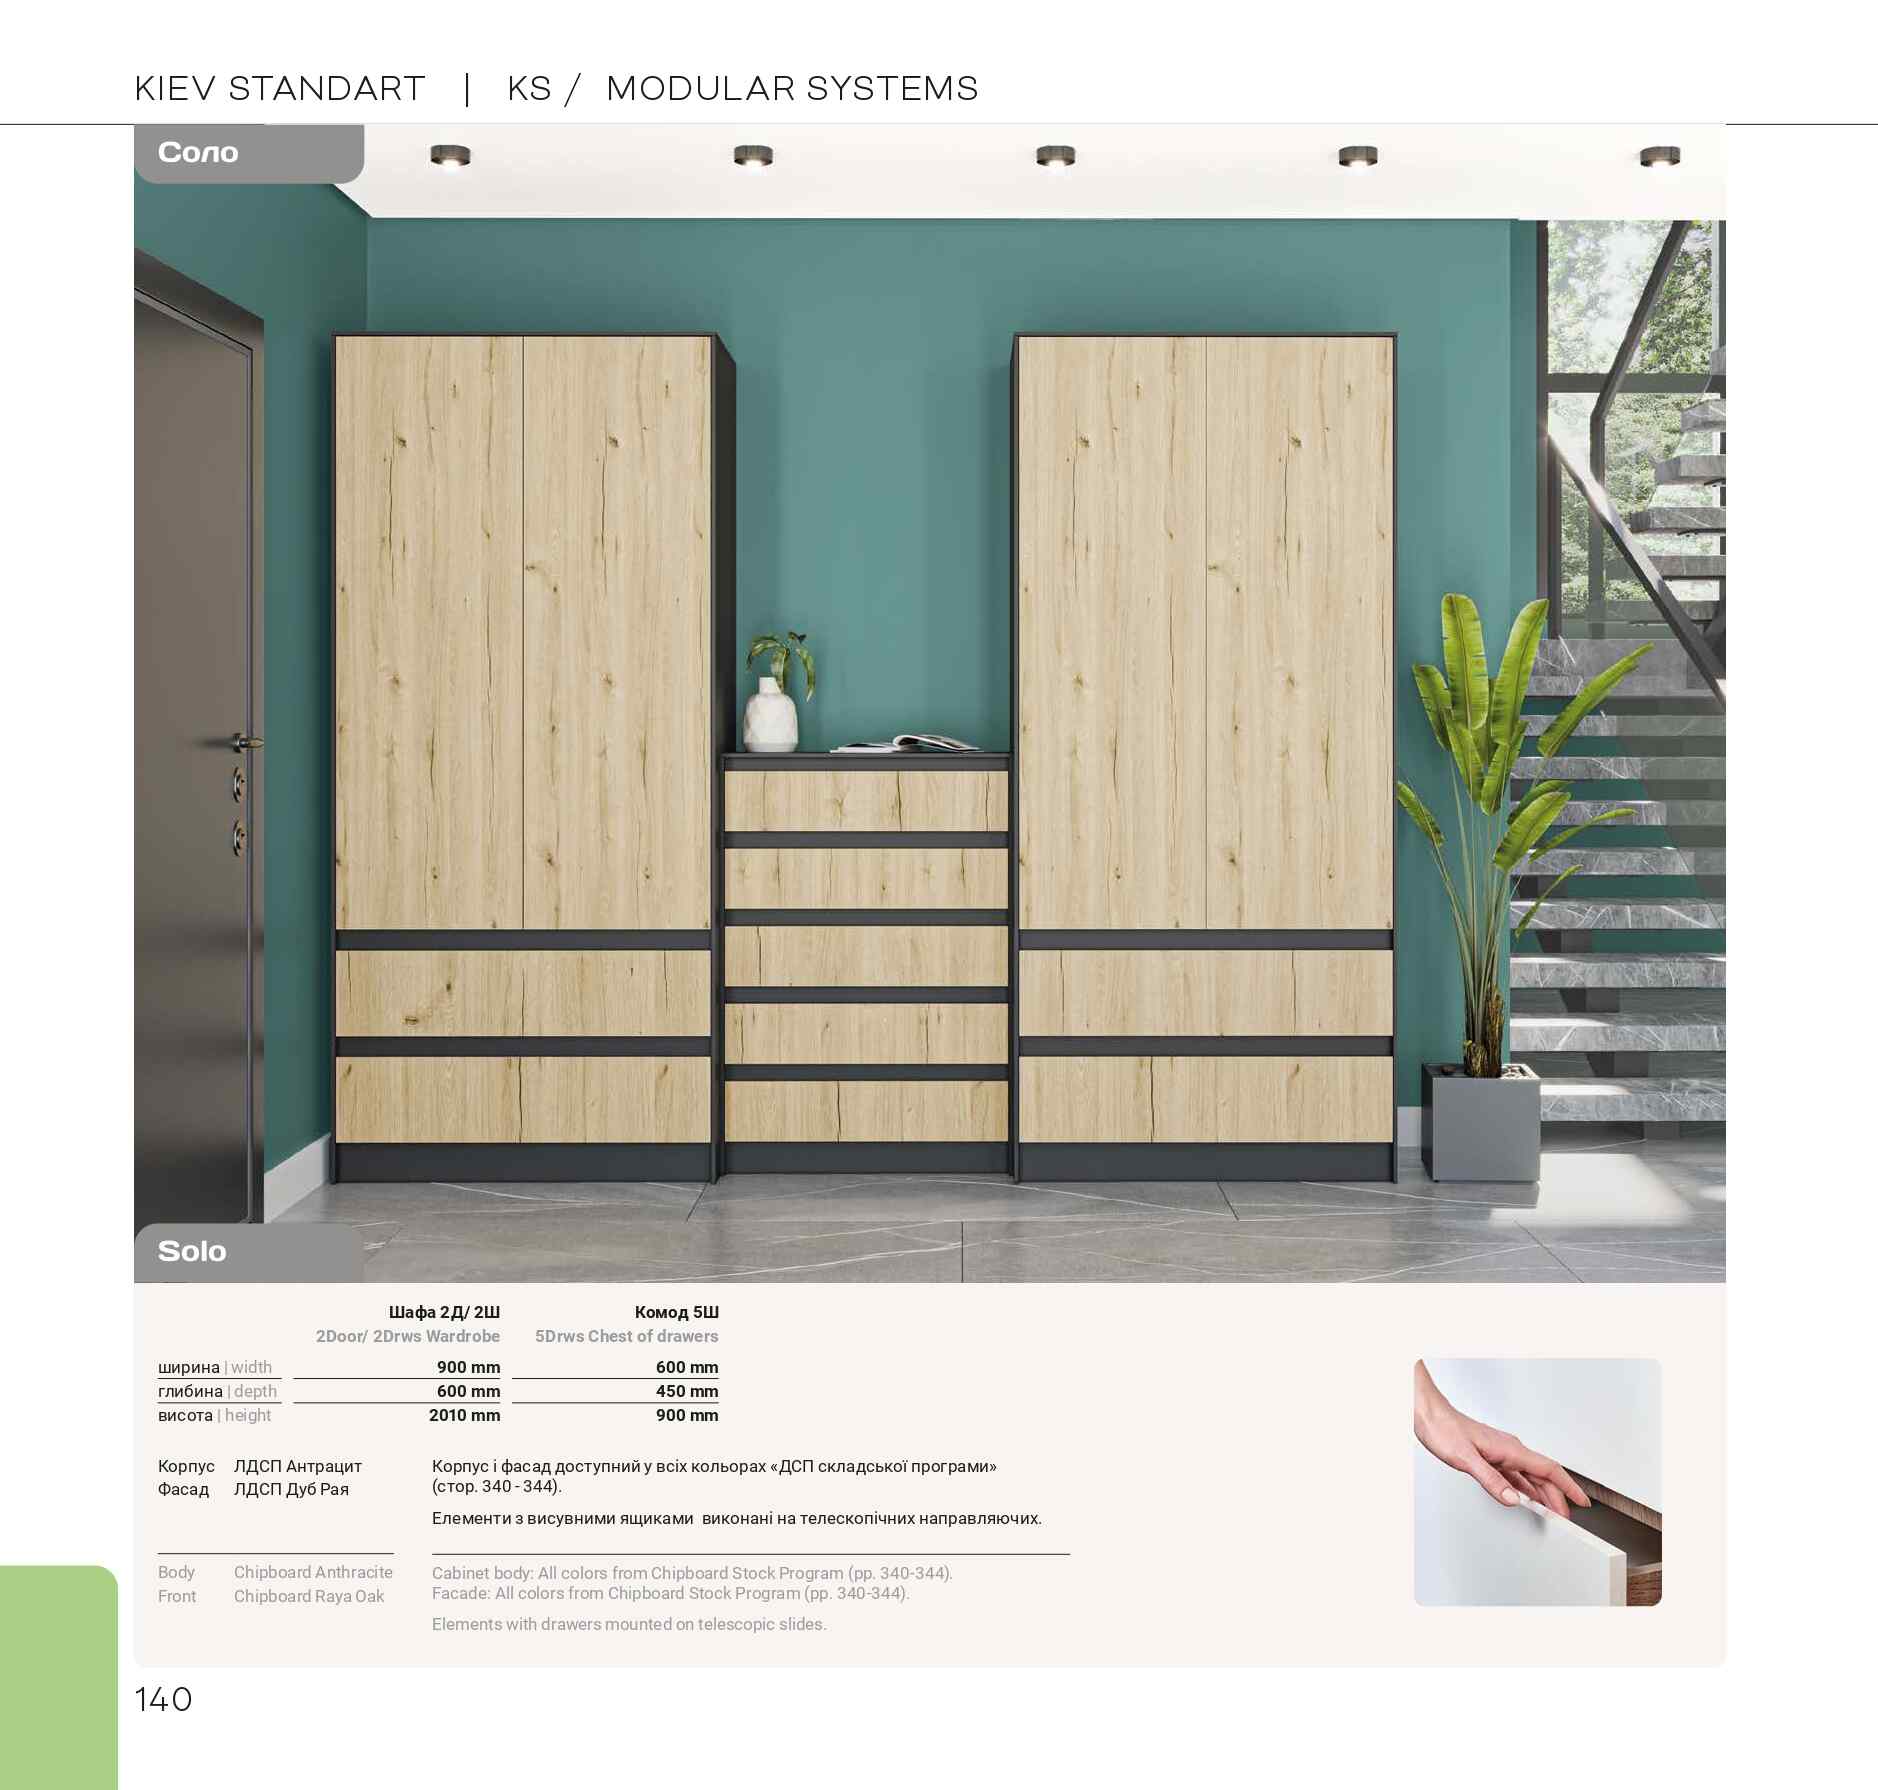 KIEV STANDART | KS / MODULAR SYSTEMS
Соло
Solo
Шафа 2Д/ 2Ш Комод 5Ш
2Door/ 2Drws Wardrobe 5Drws Chest of drawers
ширина | width 900 mm 600 mm
глибина | depth 600 mm 450 mm
висота | height 2010 mm 900 mm
Корпус ЛДСП Антрацит
Фасад ЛДСП Дуб Рая
Корпус і фасад доступний у всіх кольорах «ДСП складської програми»
(стор. 340 - 344).
Елементи з висувними ящиками виконані на телескопічних направляючих.
Body Chipboard Anthracite
Front Chipboard Raya Oak
Cabinet body: All colors from Chipboard Stock Program (pp. 340-344).
Facade: All colors from Chipboard Stock Program (pp. 340-344).
Elements with drawers mounted on telescopic slides.
140